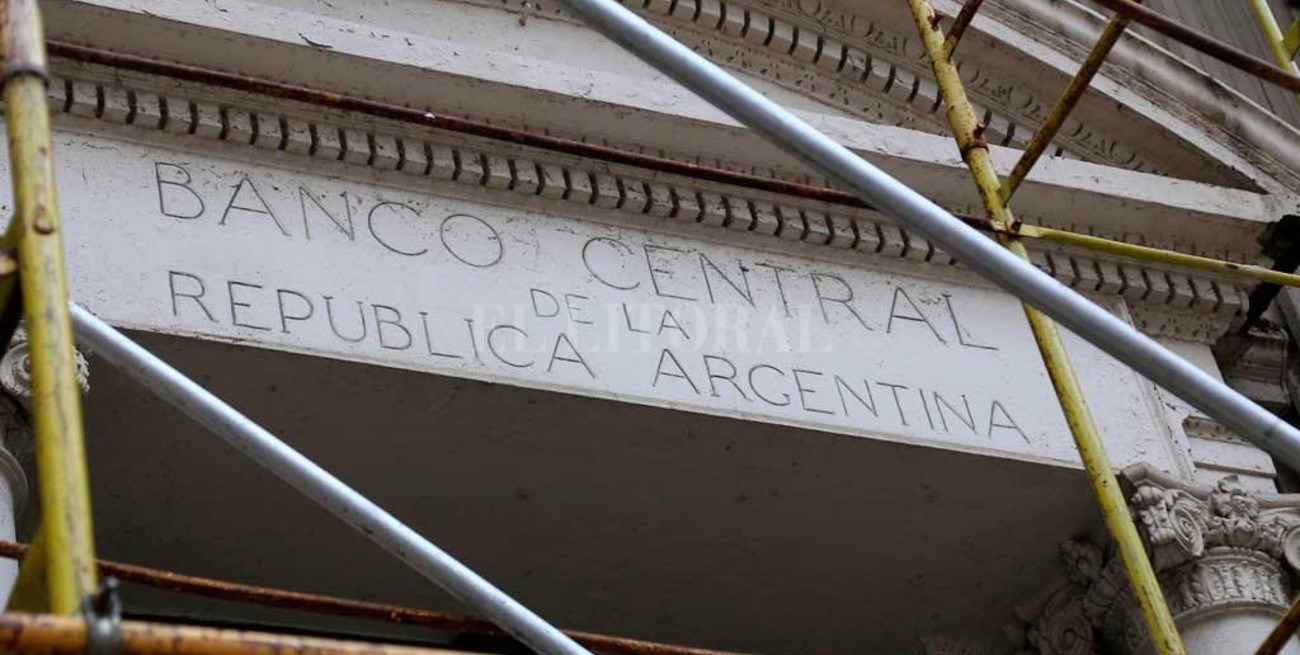 BANCO CENTRAL
DE LA
REPUBLICA ARGENTINA
EL LITORAL